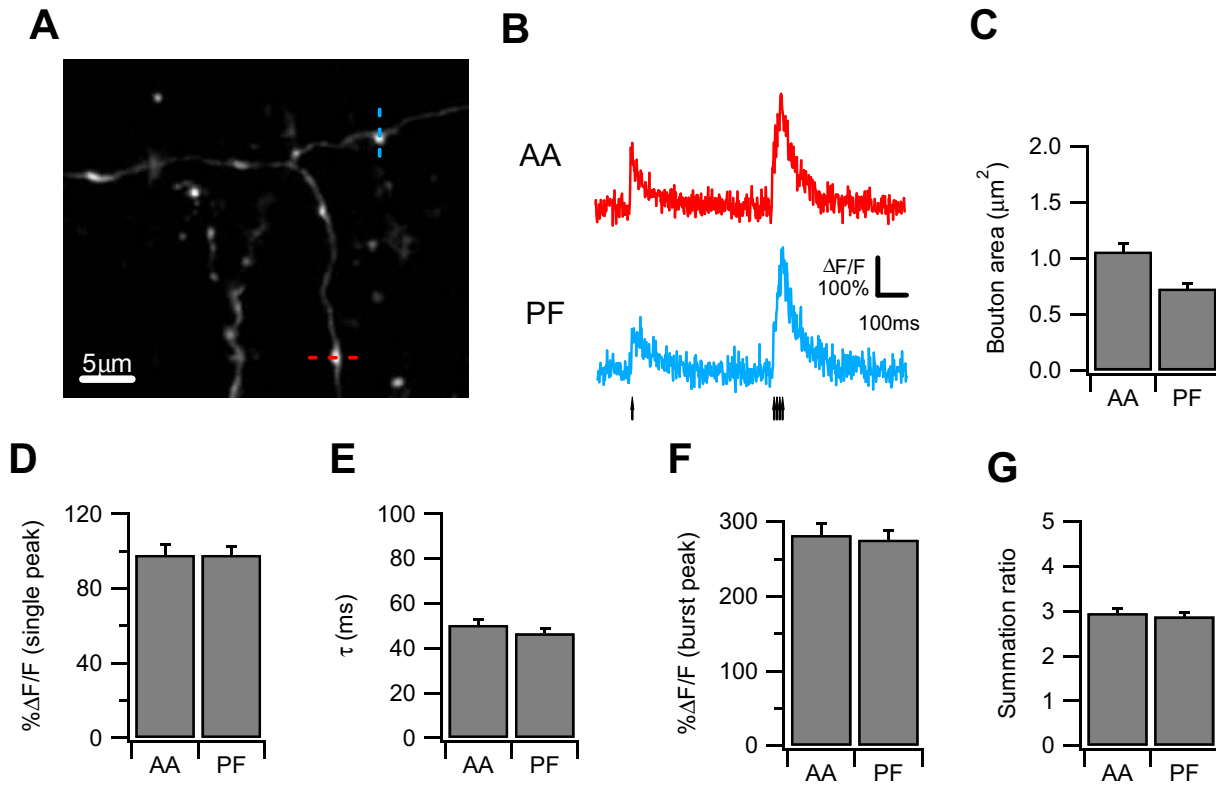 A
5μm
B
AA
PF
ΔF/F
100%
100ms
C
Bouton area (μm²)
2.0
1.5
1.0
0.5
0.0
AA PF
D
%ΔF/F (single peak)
120
80
40
0
AA PF
E
τ (ms)
100
80
60
40
20
0
AA PF
F
%ΔF/F (burst peak)
300
200
100
0
AA PF
G
Summation ratio
5
4
3
2
1
0
AA PF